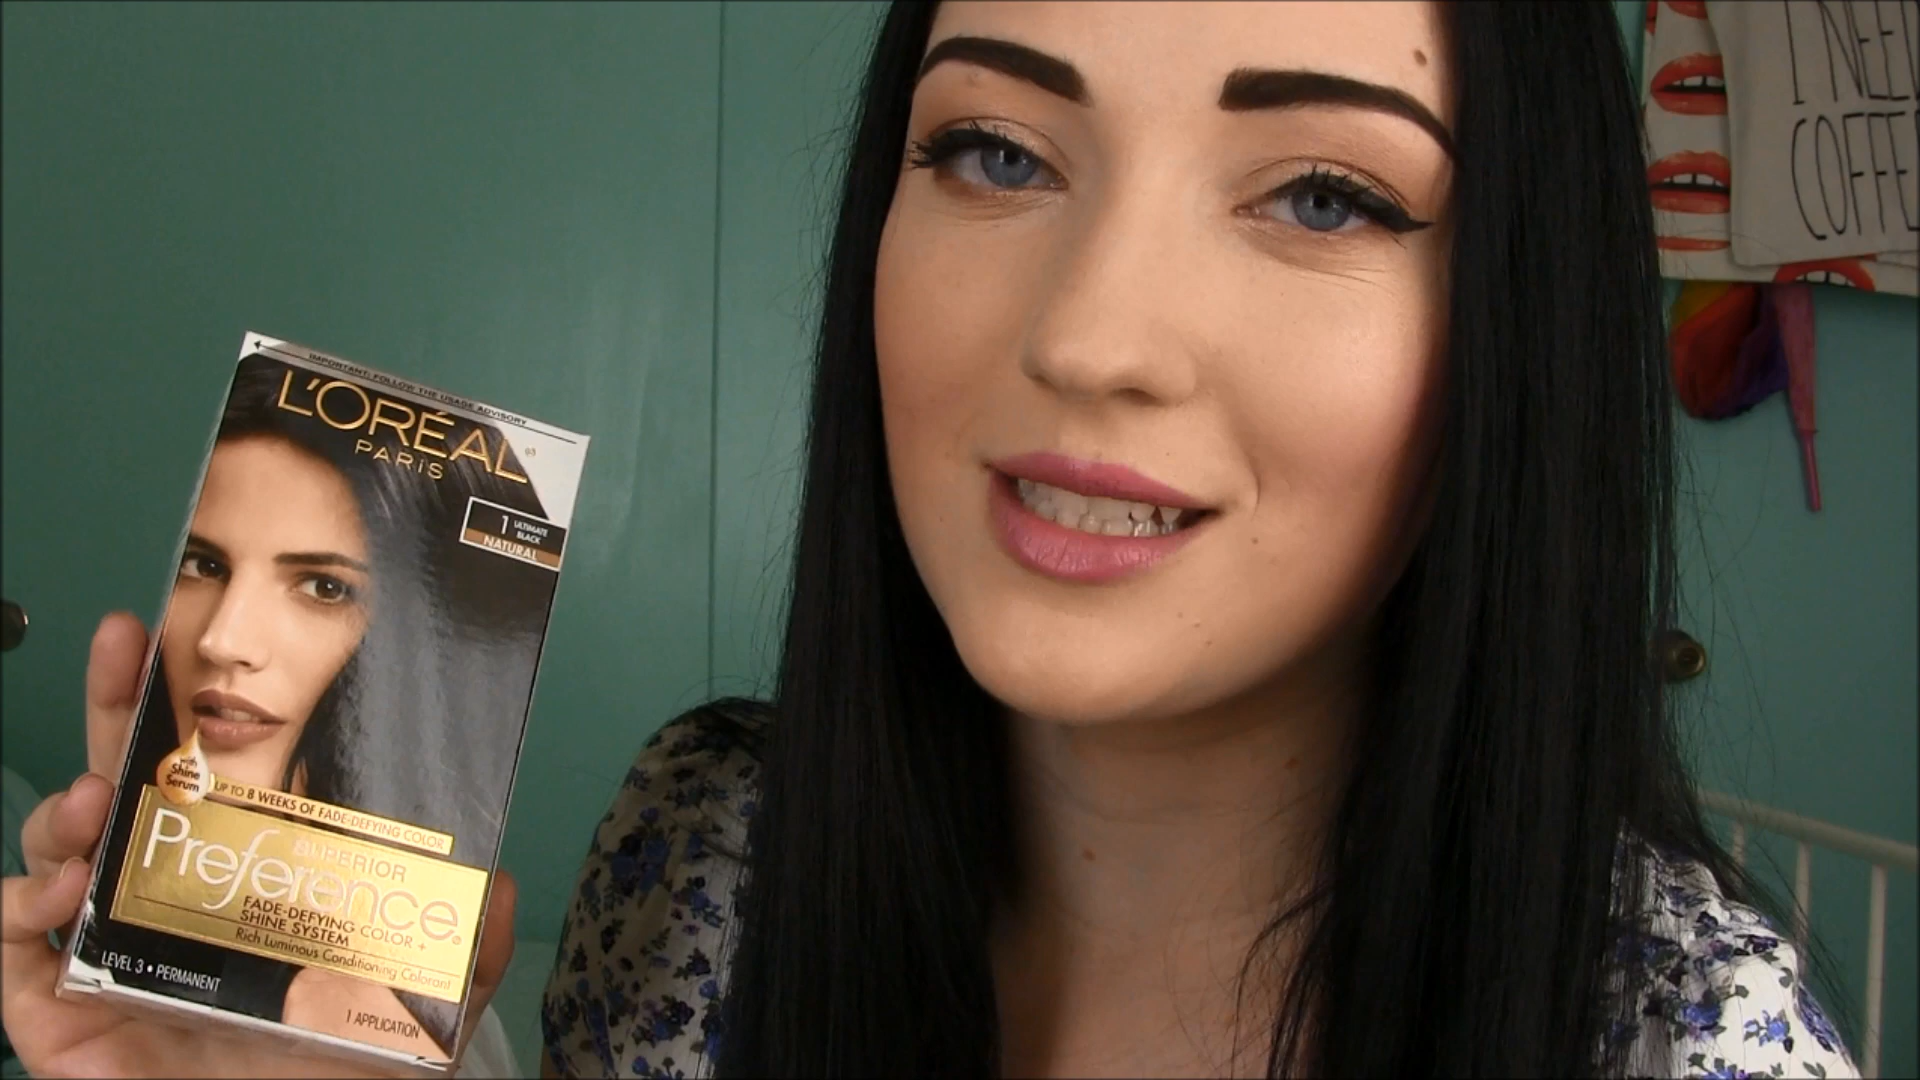 IMPORTANT: FOLLOW THE USAGE ADVISORY
L'ORÉAL
PARIS
1 ULTIMATE
BLACK
NATURAL
with
Shine
Serum
UP TO 8 WEEKS OF FADE-DEFYING COLOR
SUPERIOR
Preference
FADE-DEFYING COLOR +
SHINE SYSTEM
Rich Luminous Conditioning Colorant
LEVEL 3 • PERMANENT
1 APPLICATION
I NEED
COFFE